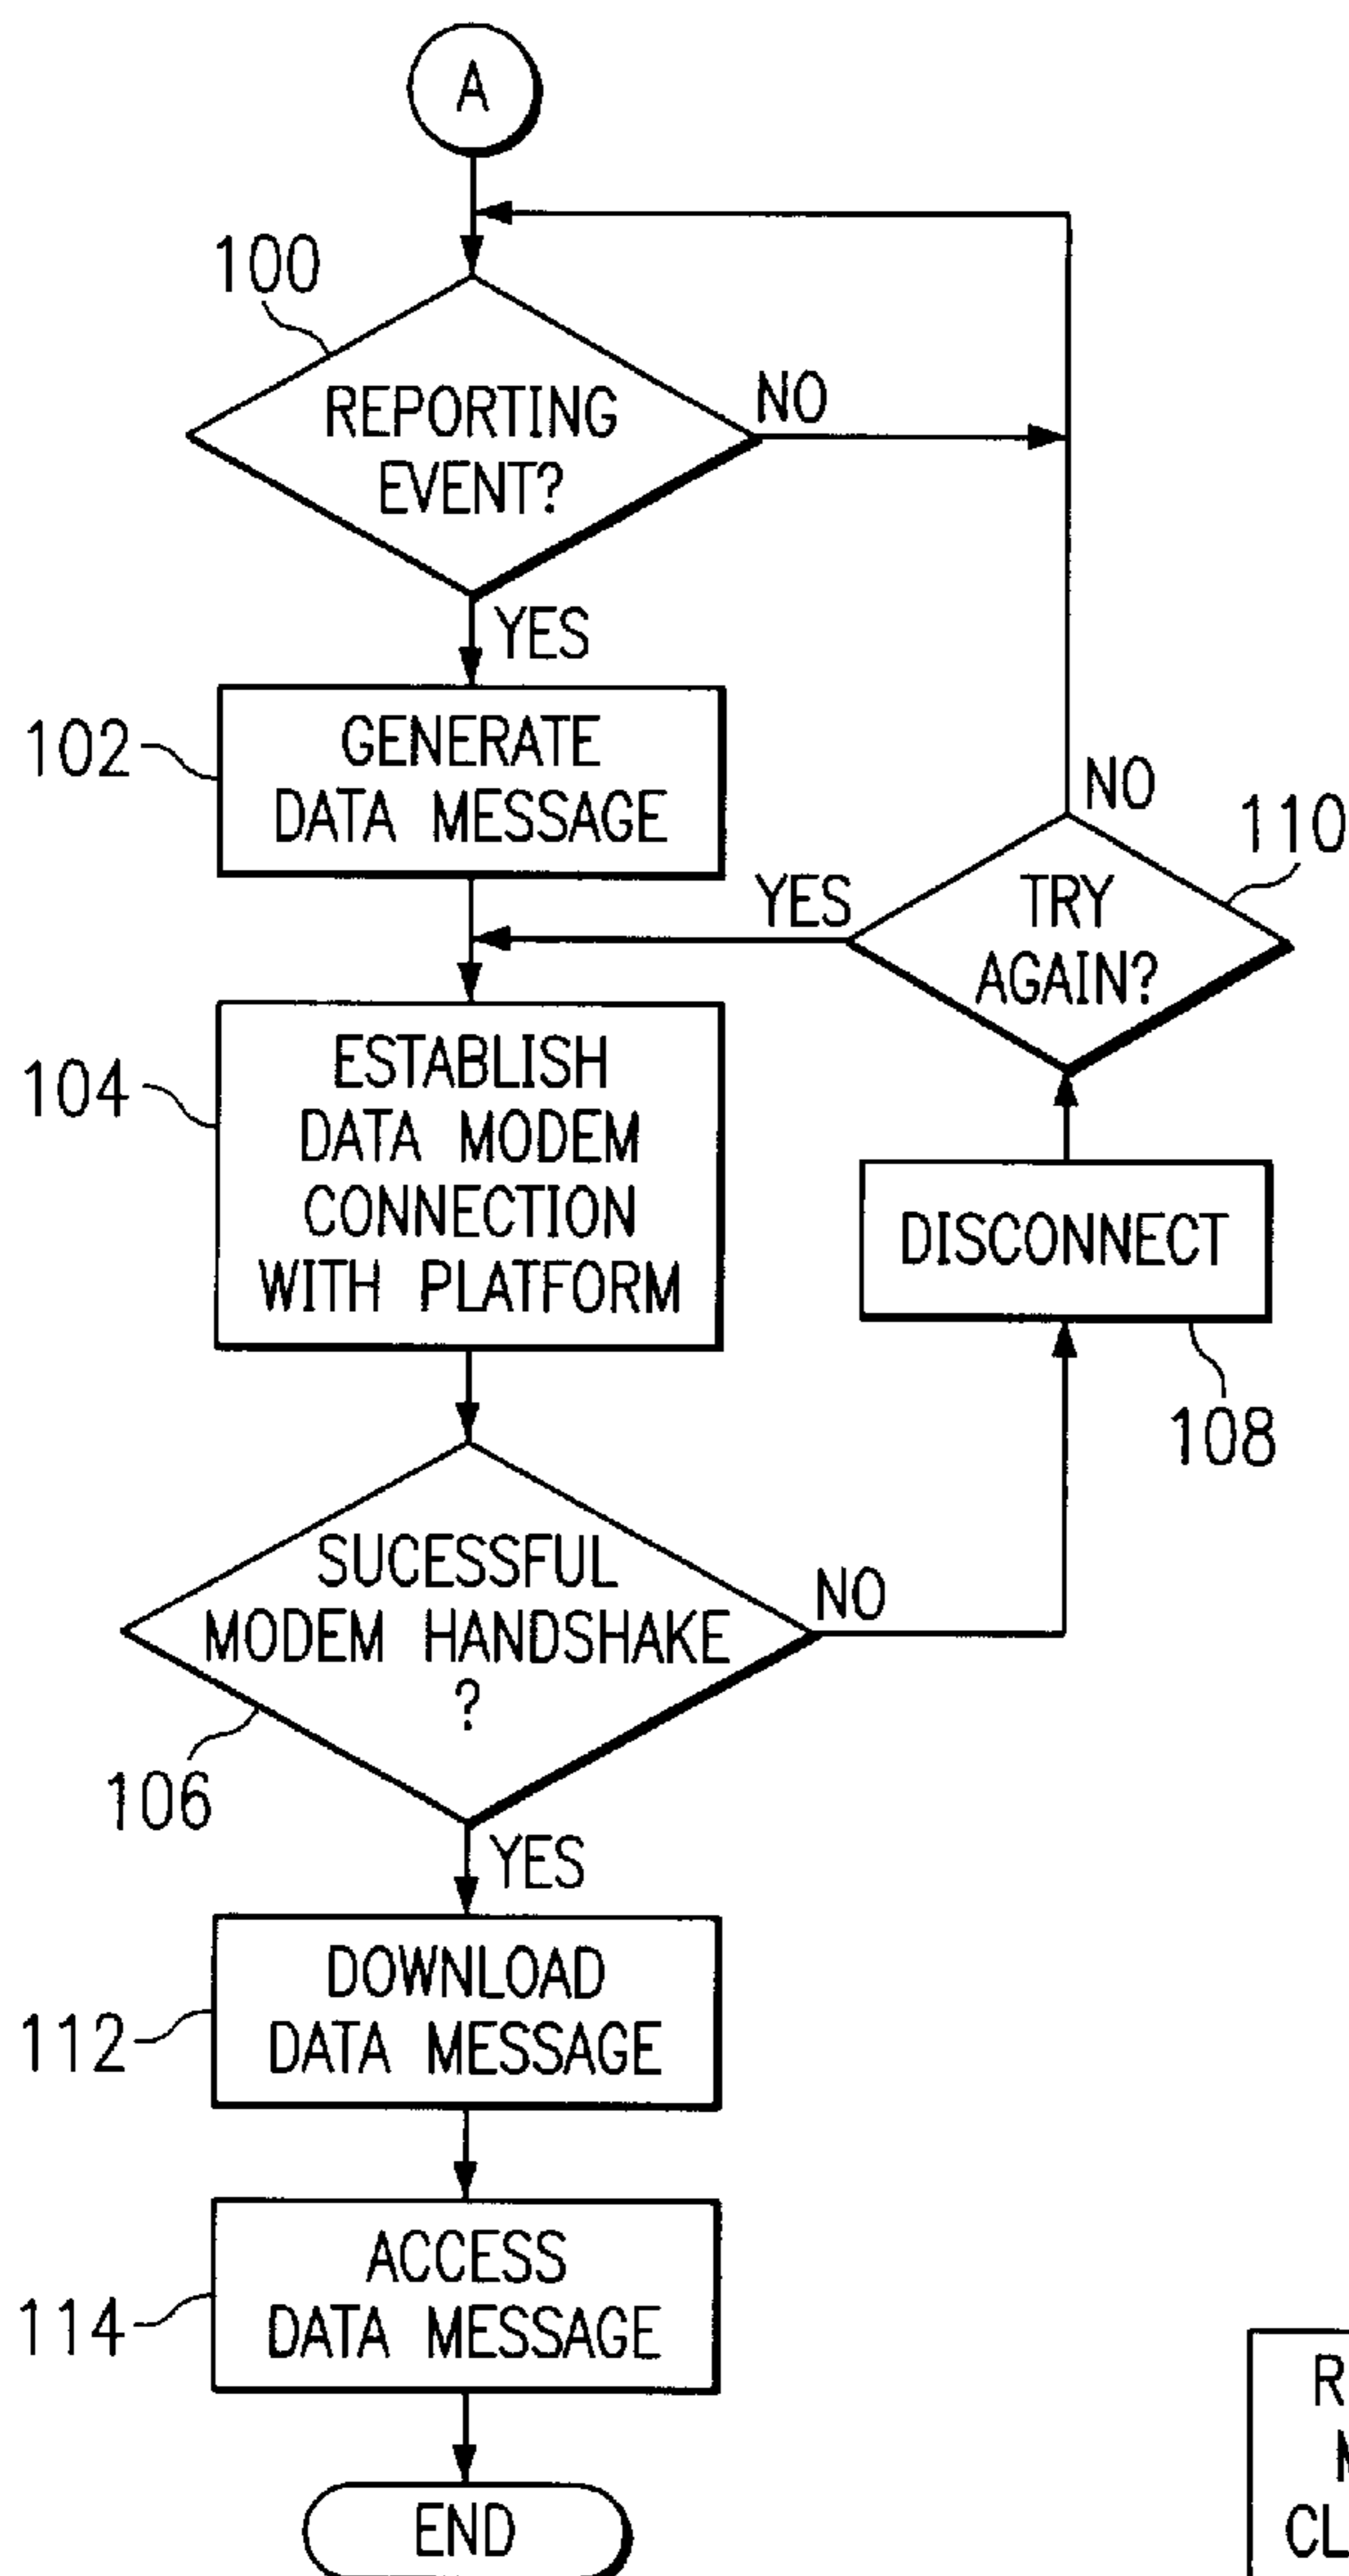 A
100
REPORTING
EVENT?
NO
YES
102
GENERATE
DATA MESSAGE
NO
110
YES
TRY
AGAIN?
104
ESTABLISH
DATA MODEM
CONNECTION
WITH PLATFORM
DISCONNECT
108
SUCESSFUL
MODEM HANDSHAKE
?
NO
106
YES
112
DOWNLOAD
DATA MESSAGE
114
ACCESS
DATA MESSAGE
END